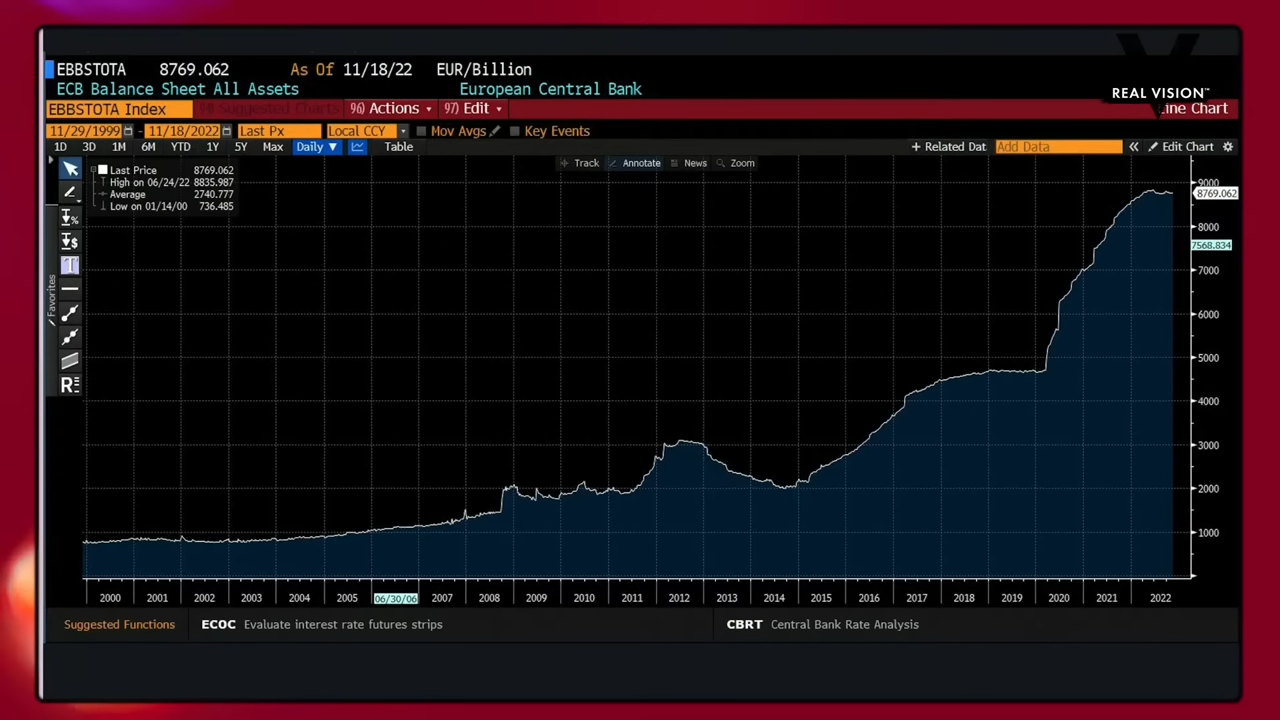 EBBSTOTA 8769.062 As Of 11/18/22 EUR/Billion
ECB Balance Sheet All Assets European Central Bank
REAL VISION™
EBBSTOTA Index 94) Suggested Charts 96) Actions 97) Edit Line Chart
11/29/1999 - 11/18/2022 Last Px Local CCY Mov Avgs Key Events
1D 3D 1M 6M YTD 1Y 5Y Max Daily ▼ Table + Related Dat Add Data « Edit Chart
Track Annotate News Zoom
Last Price 8769.062
High on 06/24/22 8835.987
Average 2740.777
Low on 01/14/00 736.485
9000
8769.062
8000
7568.834
7000
6000
5000
4000
3000
2000
1000
Favorites
2000 2001 2002 2003 2004 2005 06/30/06 2007 2008 2009 2010 2011 2012 2013 2014 2015 2016 2017 2018 2019 2020 2021 2022
Suggested Functions ECOC Evaluate interest rate futures strips CBRT Central Bank Rate Analysis